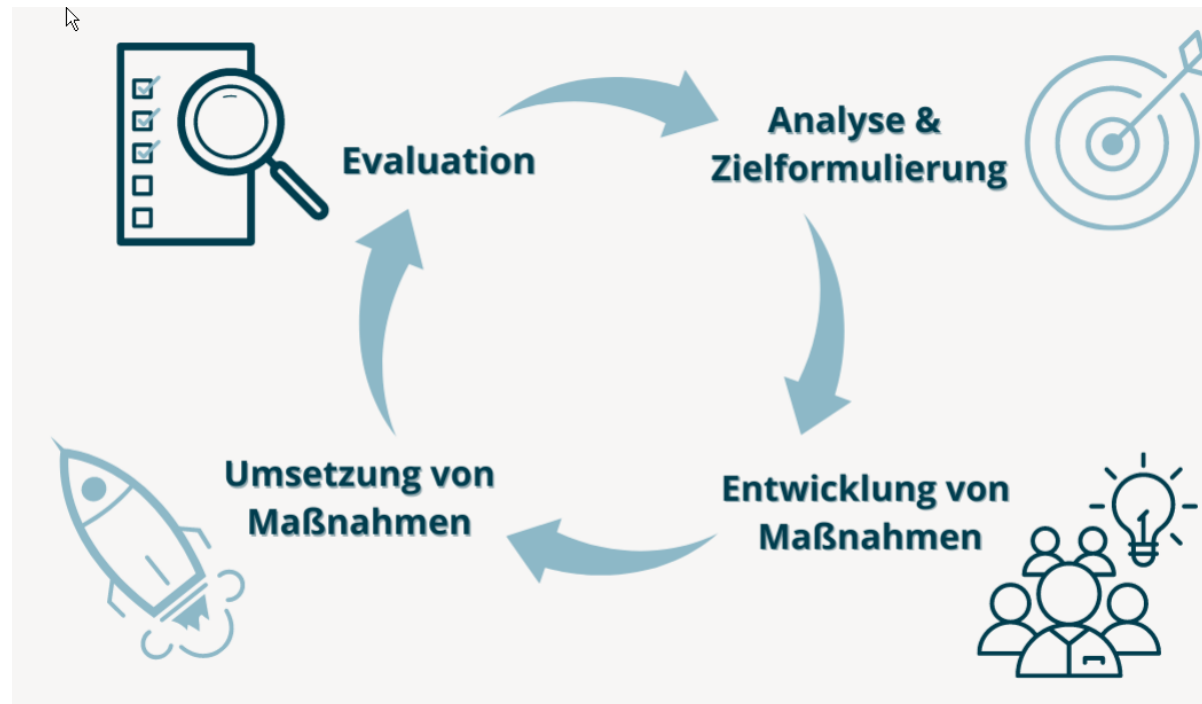 Evaluation
Analyse &
Zielformulierung
Umsetzung von
Maßnahmen
Entwicklung von
Maßnahmen